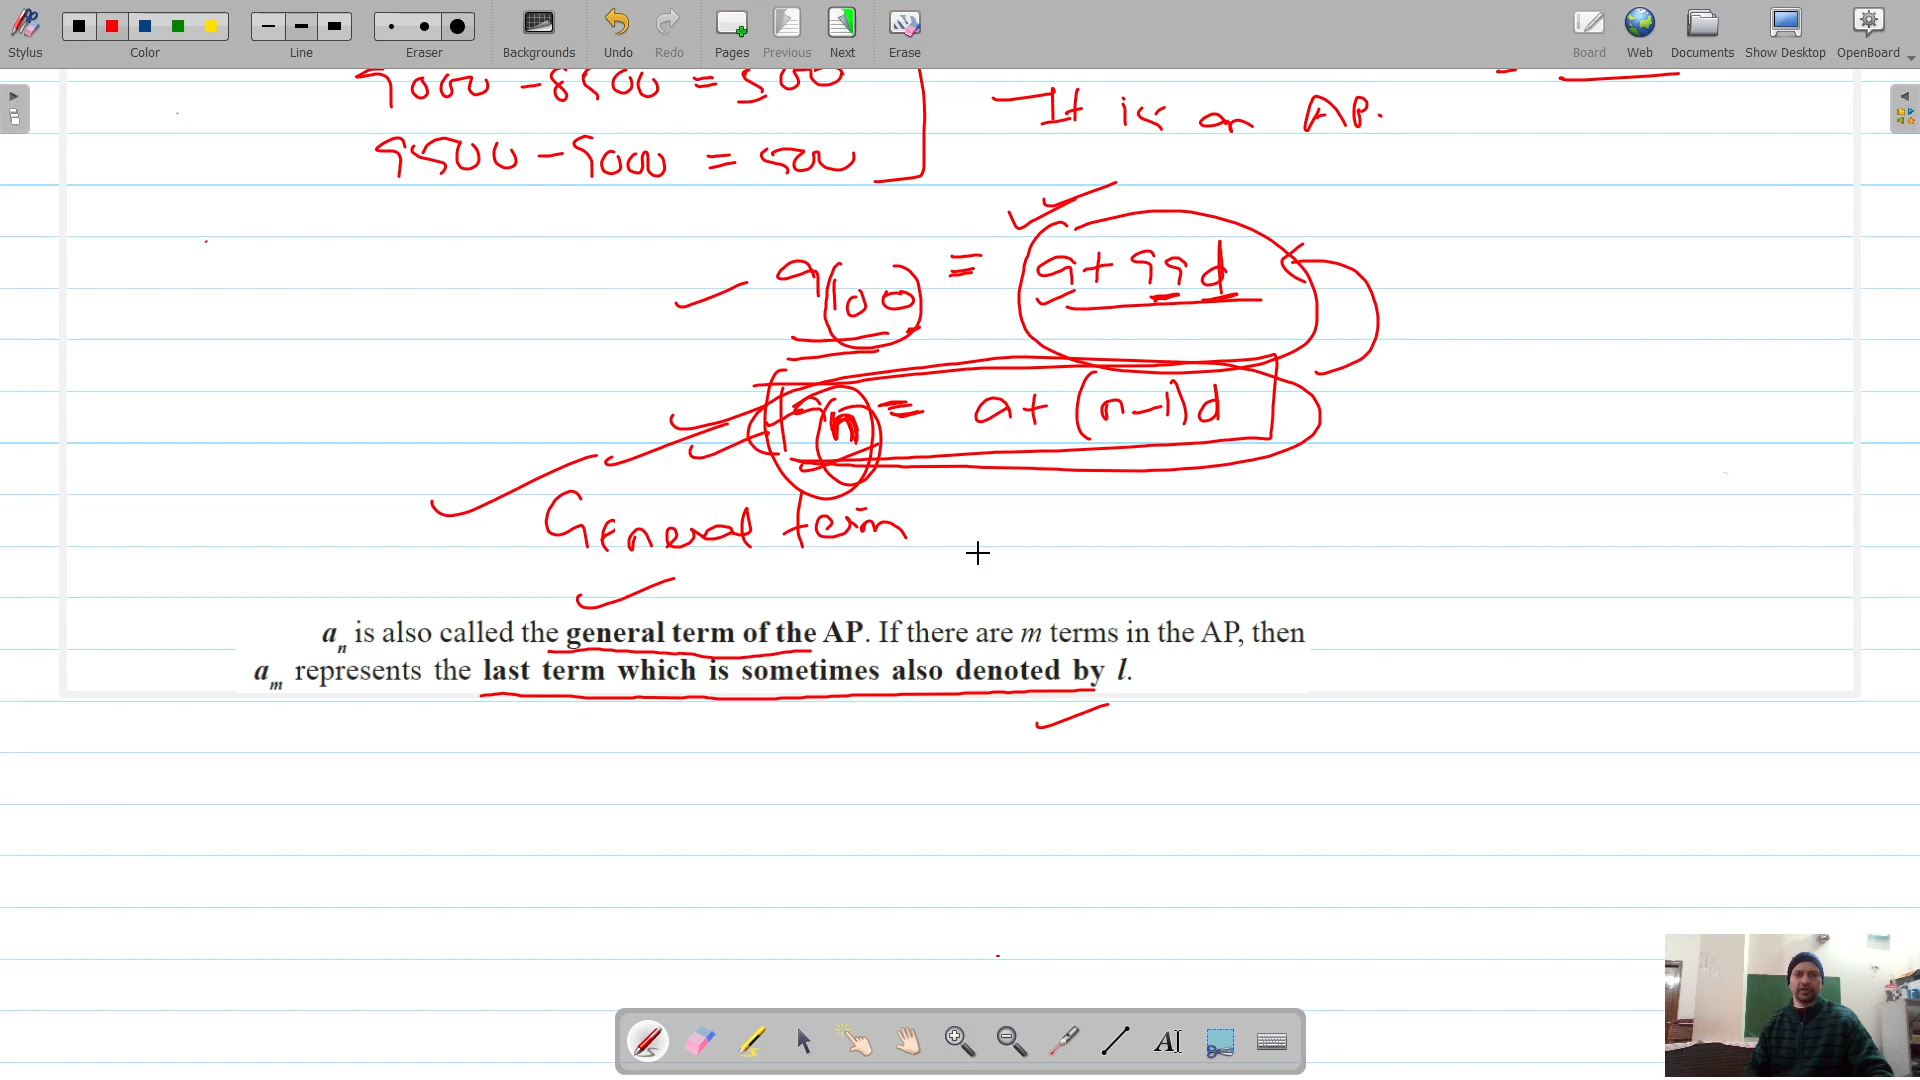 Stylus Color Line Eraser Backgrounds Undo Redo Pages Previous Next Erase Board Web Documents Show Desktop OpenBoard
9000 - 8500 = 500
It is an AP.
9500 - 9000 = 500
a100 = a + 99d
an = a + (n-1)d
General term
an is also called the general term of the AP. If there are m terms in the AP, then
am represents the last term which is sometimes also denoted by l.